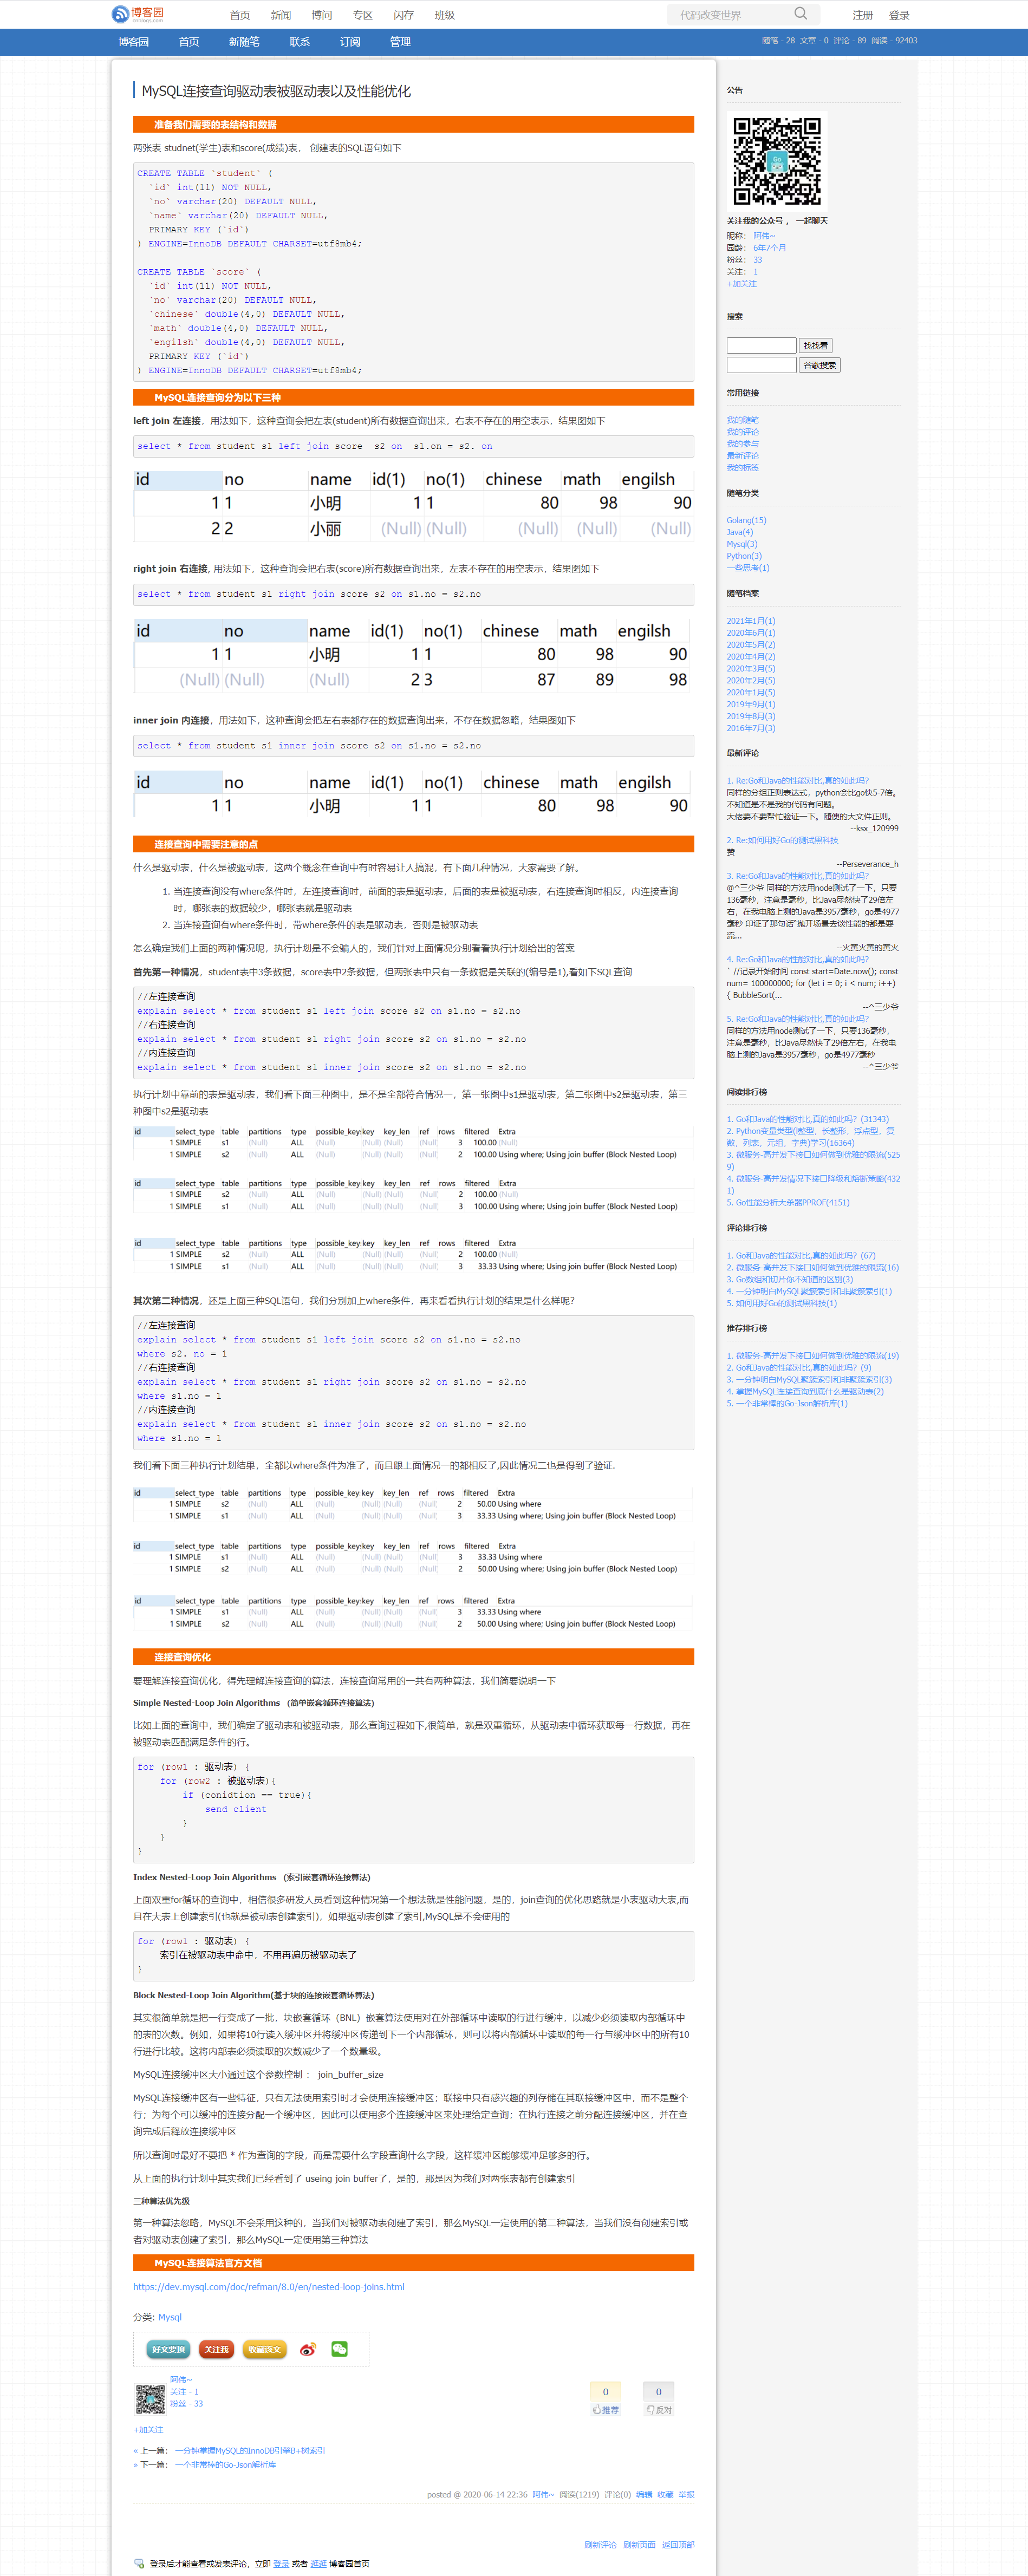 博客园
cnblogs.com
首页 新闻 博问 专区 闪存 班级
代码改变世界
注册 登录
博客园 首页 新随笔 联系 订阅 管理
随笔 - 28 文章 - 0 评论 - 89 阅读 - 92403
MySQL连接查询驱动表被驱动表以及性能优化
准备我们需要的表结构和数据
两张表 studnet(学生)表和score(成绩)表， 创建表的SQL语句如下
CREATE TABLE `student` (
`id` int(11) NOT NULL,
`no` varchar(20) DEFAULT NULL,
`name` varchar(20) DEFAULT NULL,
PRIMARY KEY (`id`)
) ENGINE=InnoDB DEFAULT CHARSET=utf8mb4;
CREATE TABLE `score` (
`id` int(11) NOT NULL,
`no` varchar(20) DEFAULT NULL,
`chinese` double(4,0) DEFAULT NULL,
`math` double(4,0) DEFAULT NULL,
`engilsh` double(4,0) DEFAULT NULL,
PRIMARY KEY (`id`)
) ENGINE=InnoDB DEFAULT CHARSET=utf8mb4;
MySQL连接查询分为以下三种
left join 左连接，用法如下，这种查询会把左表(student)所有数据查询出来，右表不存在的用空表示，结果图如下
select * from student s1 left join score  s2 on  s1.on = s2. on
id no name id(1) no(1) chinese math engilsh
1 1 小明 1 1 80 98 90
2 2 小丽 (Null) (Null) (Null) (Null) (Null)
right join 右连接, 用法如下，这种查询会把右表(score)所有数据查询出来，左表不存在的用空表示，结果图如下
select * from student s1 right join score s2 on s1.no = s2.no
id no name id(1) no(1) chinese math engilsh
1 1 小明 1 1 80 98 90
(Null) (Null) (Null) 2 3 87 89 98
inner join 内连接，用法如下，这种查询会把左右表都存在的数据查询出来，不存在数据忽略，结果图如下
select * from student s1 inner join score s2 on s1.no = s2.no
id no name id(1) no(1) chinese math engilsh
1 1 小明 1 1 80 98 90
连接查询中需要注意的点
什么是驱动表，什么是被驱动表，这两个概念在查询中有时容易让人搞混，有下面几种情况，大家需要了解。
1. 当连接查询没有where条件时，左连接查询时，前面的表是驱动表，后面的表是被驱动表，右连接查询时相反，内连接查询
时，哪张表的数据较少，哪张表就是驱动表
2. 当连接查询有where条件时，带where条件的表是驱动表，否则是被驱动表
怎么确定我们上面的两种情况呢，执行计划是不会骗人的，我们针对上面情况分别看看执行计划给出的答案
首先第一种情况，student表中3条数据，score表中2条数据，但两张表中只有一条数据是关联的(编号是1),看如下SQL查询
//左连接查询
explain select * from student s1 left join score s2 on s1.no = s2.no
//右连接查询
explain select * from student s1 right join score s2 on s1.no = s2.no
//内连接查询
explain select * from student s1 inner join score s2 on s1.no = s2.no
执行计划中靠前的表是驱动表，我们看下面三种图中，是不是全部符合情况一，第一张图中s1是驱动表，第二张图中s2是驱动表，第三
种图中s2是驱动表
id select_type table partitions type possible_key key key_len ref rows filtered Extra
1 SIMPLE s1 (Null) ALL (Null) (Null) (Null) (Null) 3 100.00 (Null)
1 SIMPLE s2 (Null) ALL (Null) (Null) (Null) (Null) 2 100.00 Using where; Using join buffer (Block Nested Loop)
id select_type table partitions type possible_key key key_len ref rows filtered Extra
1 SIMPLE s2 (Null) ALL (Null) (Null) (Null) (Null) 2 100.00 (Null)
1 SIMPLE s1 (Null) ALL (Null) (Null) (Null) (Null) 3 100.00 Using where; Using join buffer (Block Nested Loop)
id select_type table partitions type possible_key key key_len ref rows filtered Extra
1 SIMPLE s2 (Null) ALL (Null) (Null) (Null) (Null) 2 100.00 (Null)
1 SIMPLE s1 (Null) ALL (Null) (Null) (Null) (Null) 3 33.33 Using where; Using join buffer (Block Nested Loop)
其次第二种情况，还是上面三种SQL语句，我们分别加上where条件，再来看看执行计划的结果是什么样呢?
//左连接查询
explain select * from student s1 left join score s2 on s1.no = s2.no
where s2. no = 1
//右连接查询
explain select * from student s1 right join score s2 on s1.no = s2.no
where s1.no = 1
//内连接查询
explain select * from student s1 inner join score s2 on s1.no = s2.no
where s1.no = 1
我们看下面三种执行计划结果，全都以where条件为准了，而且跟上面情况一的都相反了,因此情况二也是得到了验证.
id select_type table partitions type possible_key key key_len ref rows filtered Extra
1 SIMPLE s2 (Null) ALL (Null) (Null) (Null) (Null) 2 50.00 Using where
1 SIMPLE s1 (Null) ALL (Null) (Null) (Null) (Null) 3 33.33 Using where; Using join buffer (Block Nested Loop)
id select_type table partitions type possible_key key key_len ref rows filtered Extra
1 SIMPLE s1 (Null) ALL (Null) (Null) (Null) (Null) 3 33.33 Using where
1 SIMPLE s2 (Null) ALL (Null) (Null) (Null) (Null) 2 50.00 Using where; Using join buffer (Block Nested Loop)
id select_type table partitions type possible_key key key_len ref rows filtered Extra
1 SIMPLE s1 (Null) ALL (Null) (Null) (Null) (Null) 3 33.33 Using where
1 SIMPLE s2 (Null) ALL (Null) (Null) (Null) (Null) 2 50.00 Using where; Using join buffer (Block Nested Loop)
连接查询优化
要理解连接查询优化，得先理解连接查询的算法，连接查询常用的一共有两种算法，我们简要说明一下
Simple Nested-Loop Join Algorithms （简单嵌套循环连接算法）
比如上面的查询中，我们确定了驱动表和被驱动表，那么查询过程如下,很简单，就是双重循环，从驱动表中循环获取每一行数据，再在
被驱动表匹配满足条件的行。
for (row1 : 驱动表) {
for (row2 : 被驱动表){
if (conidtion == true){
send client
}
}
}
Index Nested-Loop Join Algorithms （索引嵌套循环连接算法）
上面双重for循环的查询中，相信很多研发人员看到这种情况第一个想法就是性能问题，是的，join查询的优化思路就是小表驱动大表,而
且在大表上创建索引(也就是被动表创建索引)，如果驱动表创建了索引,MySQL是不会使用的
for (row1 : 驱动表) {
索引在被驱动表中命中，不用再遍历被驱动表了
}
Block Nested-Loop Join Algorithm(基于块的连接嵌套循环算法)
其实很简单就是把一行变成了一批，块嵌套循环（BNL）嵌套算法使用对在外部循环中读取的行进行缓冲，以减少必须读取内部循环中
的表的次数。例如，如果将10行读入缓冲区并将缓冲区传递到下一个内部循环，则可以将内部循环中读取的每一行与缓冲区中的所有10
行进行比较。这将内部表必须读取的次数减少了一个数量级。
MySQL连接缓冲区大小通过这个参数控制 ： join_buffer_size
MySQL连接缓冲区有一些特征，只有无法使用索引时才会使用连接缓冲区；联接中只有感兴趣的列存储在其联接缓冲区中，而不是整个
行；为每个可以缓冲的连接分配一个缓冲区，因此可以使用多个连接缓冲区来处理给定查询；在执行连接之前分配连接缓冲区，并在查
询完成后释放连接缓冲区
所以查询时最好不要把 * 作为查询的字段，而是需要什么字段查询什么字段，这样缓冲区能够缓冲足够多的行。
从上面的执行计划中其实我们已经看到了 useing join buffer了，是的，那是因为我们对两张表都有创建索引
三种算法优先级
第一种算法忽略，MySQL不会采用这种的，当我们对被驱动表创建了索引，那么MySQL一定使用的第二种算法，当我们没有创建索引或
者对驱动表创建了索引，那么MySQL一定使用第三种算法
MySQL连接算法官方文档
https://dev.mysql.com/doc/refman/8.0/en/nested-loop-joins.html
分类: Mysql
好文要顶 关注我 收藏该文
阿伟~
关注 - 1
粉丝 - 33
+加关注
0 推荐
0 反对
« 上一篇： 一分钟掌握MySQL的InnoDB引擎B+树索引
» 下一篇： 一个非常棒的Go-Json解析库
posted @ 2020-06-14 22:36 阿伟~ 阅读(1219) 评论(0) 编辑 收藏 举报
刷新评论 刷新页面 返回顶部
登录后才能查看或发表评论，立即 登录 或者 逛逛 博客园首页
公告
Go
关注我的公众号 ， 一起聊天
昵称： 阿伟~
园龄： 6年7个月
粉丝： 33
关注： 1
+加关注
搜索
找找看
谷歌搜索
常用链接
我的随笔
我的评论
我的参与
最新评论
我的标签
随笔分类
Golang(15)
Java(4)
Mysql(3)
Python(3)
一些思考(1)
随笔档案
2021年1月(1)
2020年6月(1)
2020年5月(2)
2020年4月(2)
2020年3月(5)
2020年2月(5)
2020年1月(5)
2019年9月(1)
2019年8月(3)
2016年7月(3)
最新评论
1. Re:Go和Java的性能对比,真的如此吗?
同样的分组正则表达式，python会比go快5-7倍。
不知道是不是我的代码有问题。
大佬要不要帮忙验证一下。随便的大文件正则。
--ksx_120999
2. Re:如何用好Go的测试黑科技
赞
--Perseverance_h
3. Re:Go和Java的性能对比,真的如此吗?
@^三少爷 同样的方法用node测试了一下，只要
136毫秒，注意是毫秒，比Java尽然快了29倍左
右，在我电脑上测的Java是3957毫秒，go是4977
毫秒 印证了那句话"抛开场景去谈性能的都是耍
流...
--火黄火黄的黄火
4. Re:Go和Java的性能对比,真的如此吗?
` //记录开始时间 const start=Date.now(); const
num= 100000000; for (let i = 0; i < num; i++)
{ BubbleSort(...
--^三少爷
5. Re:Go和Java的性能对比,真的如此吗?
同样的方法用node测试了一下，只要136毫秒，
注意是毫秒，比Java尽然快了29倍左右，在我电
脑上测的Java是3957毫秒，go是4977毫秒
--^三少爷
阅读排行榜
1. Go和Java的性能对比,真的如此吗？(31343)
2. Python变量类型(l整型，长整形，浮点型，复
数，列表，元组，字典)学习(16364)
3. 微服务-高并发下接口如何做到优雅的限流(525
9)
4. 微服务-高并发情况下接口降级和熔断策略(432
1)
5. Go性能分析大杀器PPROF(4151)
评论排行榜
1. Go和Java的性能对比,真的如此吗？(67)
2. 微服务-高并发下接口如何做到优雅的限流(16)
3. Go数组和切片你不知道的区别(3)
4. 一分钟明白MySQL聚簇索引和非聚簇索引(1)
5. 如何用好Go的测试黑科技(1)
推荐排行榜
1. 微服务-高并发下接口如何做到优雅的限流(19)
2. Go和Java的性能对比,真的如此吗？(9)
3. 一分钟明白MySQL聚簇索引和非聚簇索引(3)
4. 掌握MySQL连接查询到底什么是驱动表(2)
5. 一个非常棒的Go-Json解析库(1)